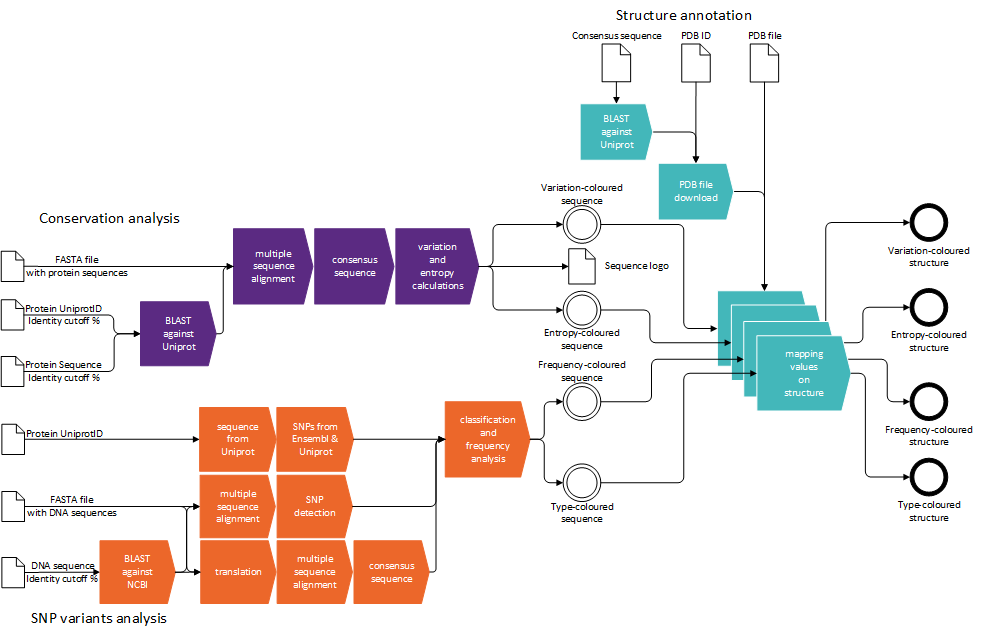 Structure annotation
Consensus sequence
PDB ID
PDB file
BLAST
against
Uniprot
PDB file
download
Conservation analysis
FASTA file
with protein sequences
Protein UniprotID
Identity cutoff %
Protein Sequence
Identity cutoff %
BLAST
against
Uniprot
multiple
sequence
alignment
consensus
sequence
variation
and
entropy
calculations
Variation-coloured
sequence
Sequence logo
Entropy-coloured
sequence
Frequency-coloured
sequence
Type-coloured
sequence
mapping
values
on
structure
Variation-coloured
structure
Entropy-coloured
structure
Frequency-coloured
structure
Type-coloured
structure
Protein UniprotID
sequence
from
Uniprot
SNPs from
Ensembl &
Uniprot
classification
and
frequency
analysis
FASTA file
with DNA sequences
multiple
sequence
alignment
SNP
detection
DNA sequence
Identity cutoff %
BLAST
against
NCBI
translation
multiple
sequence
alignment
consensus
sequence
SNP variants analysis